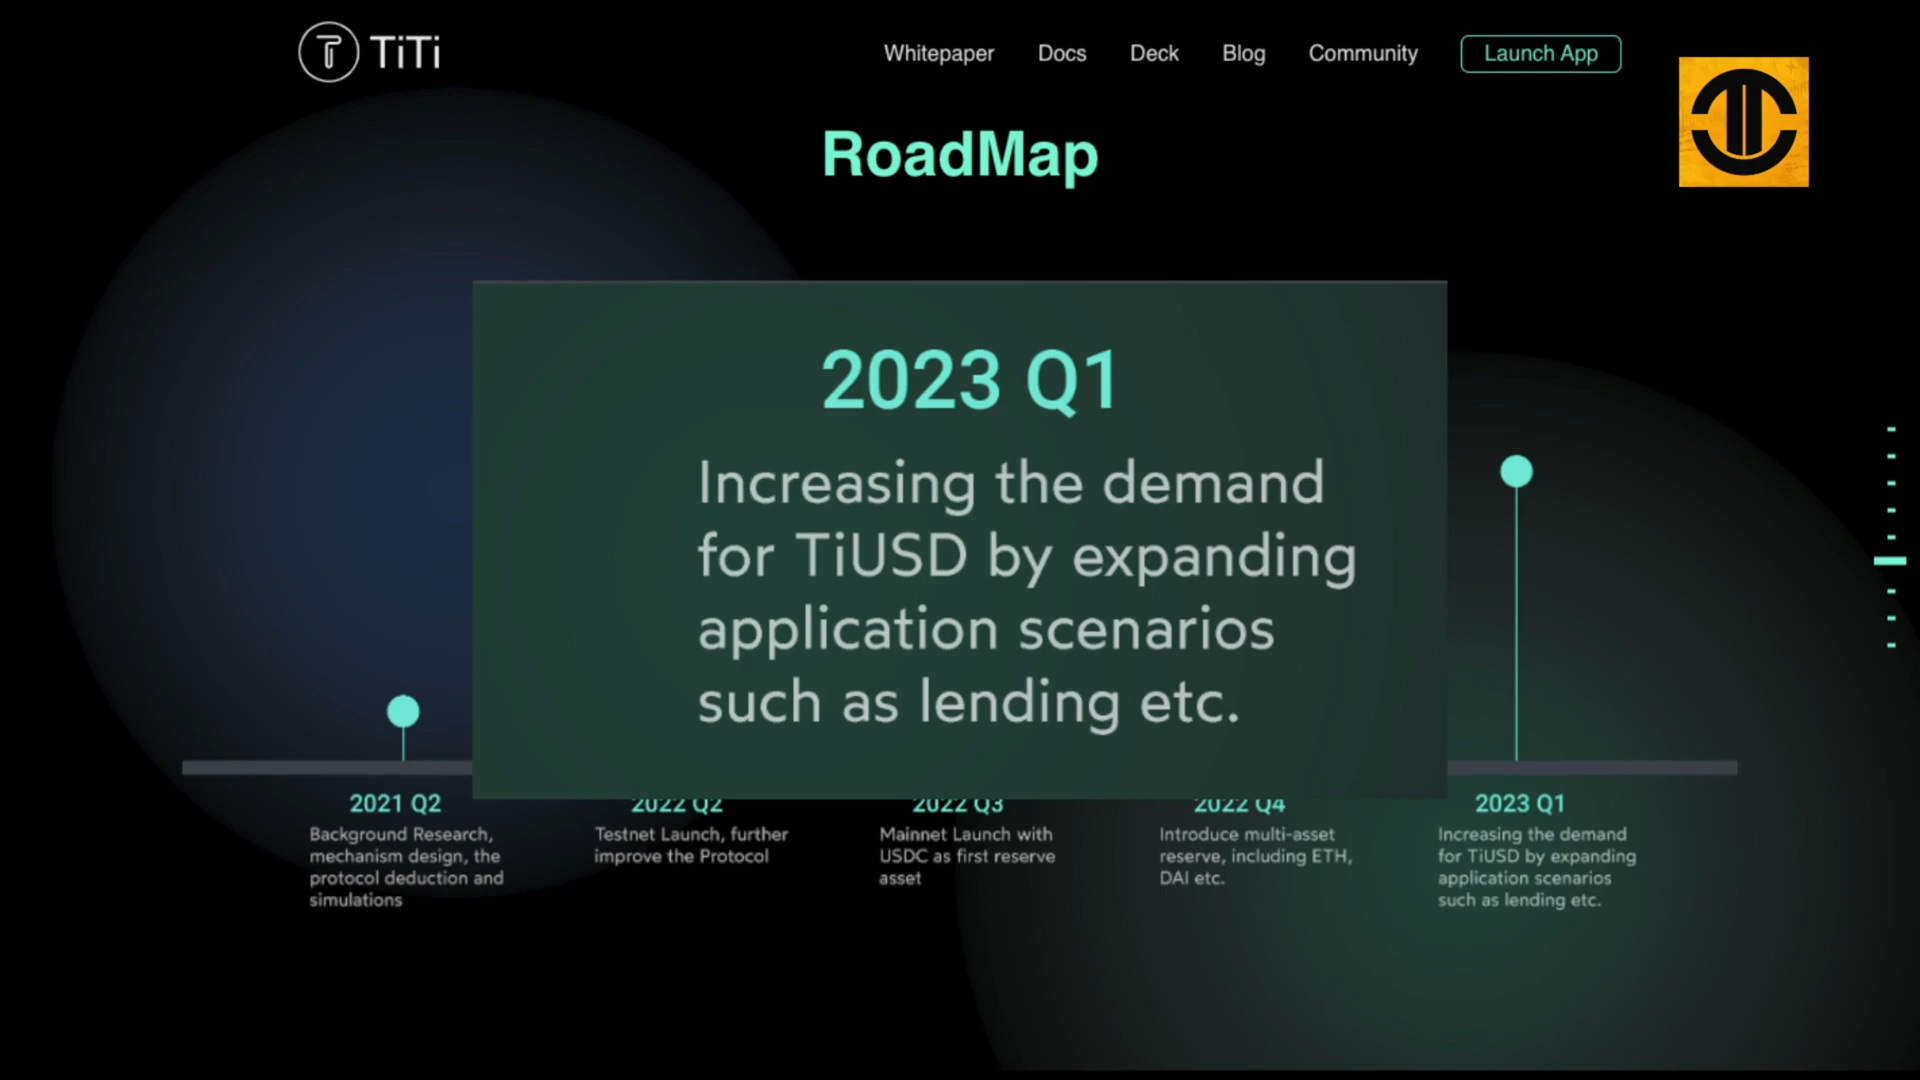 TiTi
Whitepaper Docs Deck Blog Community Launch App
RoadMap
2023 Q1
Increasing the demand
for TiUSD by expanding
application scenarios
such as lending etc.
2021 Q2
Background Research,
mechanism design, the
protocol deduction and
simulations
2022 Q2
Testnet Launch, further
improve the Protocol
2022 Q3
Mainnet Launch with
USDC as first reserve
asset
2022 Q4
Introduce multi-asset
reserve, including ETH,
DAI etc.
2023 Q1
Increasing the demand
for TiUSD by expanding
application scenarios
such as lending etc.